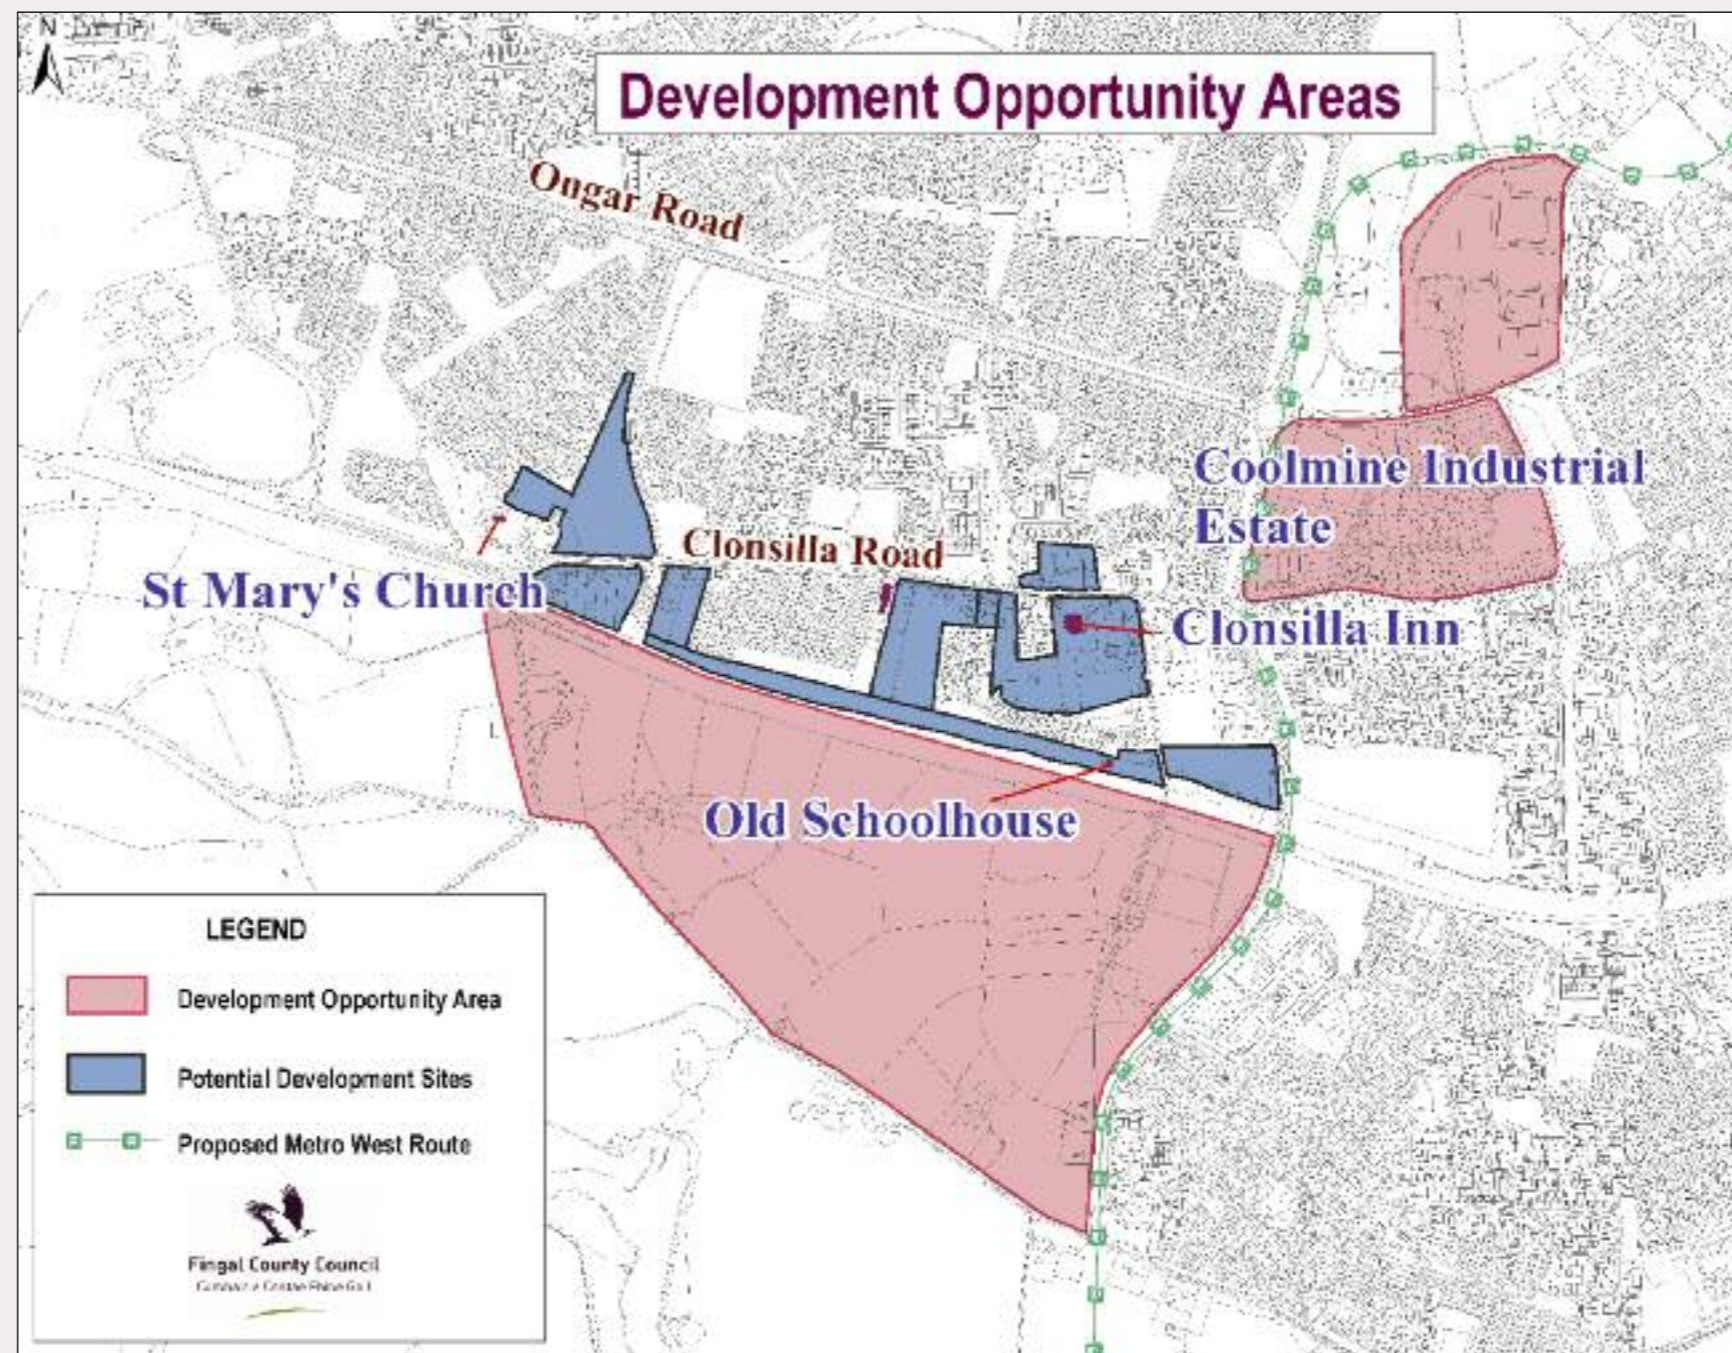 N
Development Opportunity Areas
Ongar Road
Coolmine Industrial
Estate
Clonsilla Road
St Mary's Church
Clonsilla Inn
Old Schoolhouse
LEGEND
Development Opportunity Area
Potential Development Sites
Proposed Metro West Route
Fingal County Council